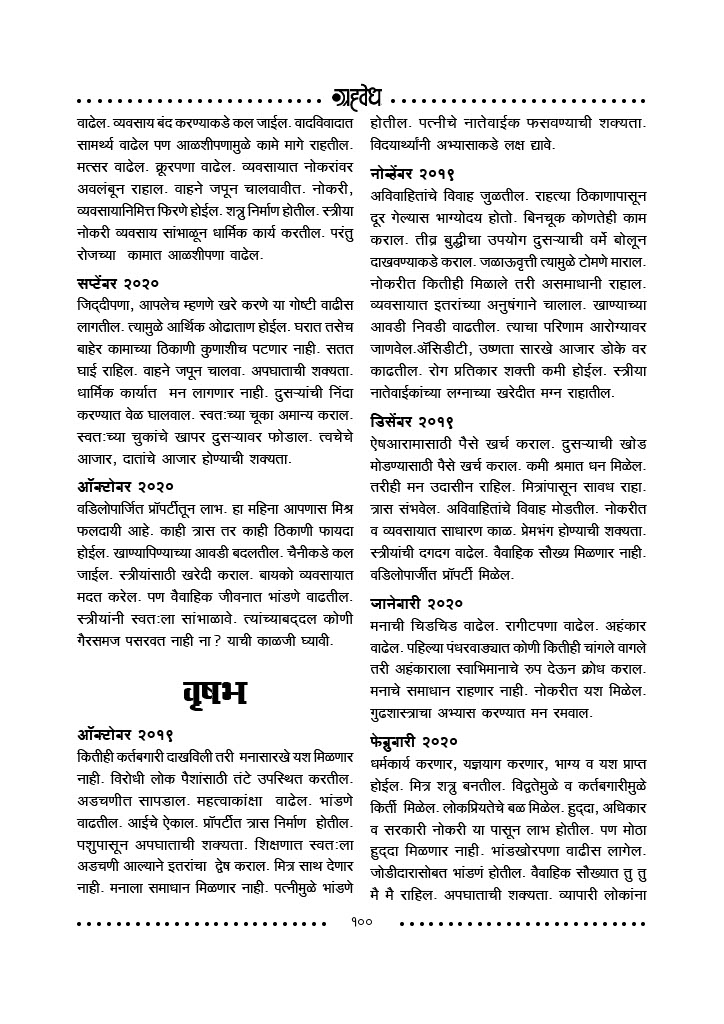 ग्रहवेध
वाढेल. व्यवसाय बंद करण्याकडे कल जाईल. वादविवादात
सामर्थ्य वाढेल पण आळशीपणामुळे कामे मागे राहतील.
मत्सर वाढेल. क्रूरपणा वाढेल. व्यवसायात नोकरांवर
अवलंबून राहाल. वाहने जपून चालवावीत. नोकरी,
व्यवसायानिमित्त फिरणे होईल. शत्रु निर्माण होतील. स्त्रीया
नोकरी व्यवसाय सांभाळून धार्मिक कार्य करतील. परंतु
रोजच्या कामात आळशीपणा वाढेल.
सप्टेंबर २०२०
जिद्दीपणा, आपलेच म्हणणे खरे करणे या गोष्टी वाढीस
लागतील. त्यामुळे आर्थिक ओढाताण होईल. घरात तसेच
बाहेर कामाच्या ठिकाणी कुणाशीच पटणार नाही. सतत
घाई राहिल. वाहने जपून चालवा. अपघाताची शक्यता.
धार्मिक कार्यात मन लागणार नाही. दुसऱ्यांची निंदा
करण्यात वेळ घालवाल. स्वत:च्या चूका अमान्य कराल.
स्वत:च्या चुकांचे खापर दुसऱ्यावर फोडाल. त्वचेचे
आजार, दातांचे आजार होण्याची शक्यता.
ऑक्टोबर २०२०
वडिलोपार्जित प्रॉपर्टीतून लाभ. हा महिना आपणास मिश्र
फलदायी आहे. काही त्रास तर काही ठिकाणी फायदा
होईल. खाण्यापिण्याच्या आवडी बदलतील. चैनीकडे कल
जाईल. स्त्रीयांसाठी खरेदी कराल. बायको व्यवसायात
मदत करेल. पण वैवाहिक जीवनात भांडणे वाढतील.
स्त्रीयांनी स्वत:ला सांभाळावे. त्यांच्याबद्दल कोणी
गैरसमज पसरवत नाही ना? याची काळजी घ्यावी.
वृषभ
ऑक्टोबर २०१९
कितीही कर्तबगारी दाखविली तरी मनासारखे यश मिळणार
नाही. विरोधी लोक पैशांसाठी तंटे उपस्थित करतील.
अडचणीत सापडाल. महत्वाकांक्षा वाढेल. भांडणे
वाढतील. आईचे ऐकाल. प्रॉपर्टीत त्रास निर्माण होतील.
पशुपासून अपघाताची शक्यता. शिक्षणात स्वत:ला
अडचणी आल्याने इतरांचा द्वेष कराल. मित्र साथ देणार
नाही. मनाला समाधान मिळणार नाही. पत्नीमुळे भांडणे
होतील. पत्नीचे नातेवाईक फसवण्याची शक्यता.
विदयार्थ्यांनी अभ्यासाकडे लक्ष द्यावे.
नोव्हेंबर २०१९
अविवाहितांचे विवाह जुळतील. राहत्या ठिकाणापासून
दूर गेल्यास भाग्योदय होतो. बिनचूक कोणतेही काम
कराल. तीव्र बुद्धीचा उपयोग दुसऱ्याची वर्मे बोलून
दाखवण्याकडे कराल. जळाऊवृत्ती त्यामुळे टोमणे माराल.
नोकरीत कितीही मिळाले तरी असमाधानी राहाल.
व्यवसायात इतरांच्या अनुषंगाने चालाल. खाण्याच्या
आवडी निवडी वाढतील. त्याचा परिणाम आरोग्यावर
जाणवेल.ॲसिडीटी, उष्णता सारखे आजार डोके वर
काढतील. रोग प्रतिकार शक्ती कमी होईल. स्त्रीया
नातेवाईकांच्या लग्नाच्या खरेदीत मग्न राहातील.
डिसेंबर २०१९
ऐषआरामासाठी पैसे खर्च कराल. दुसऱ्याची खोड
मोडण्यासाठी पैसे खर्च कराल. कमी श्रमात धन मिळेल.
तरीही मन उदासीन राहिल. मित्रांपासून सावध राहा.
त्रास संभवेल. अविवाहितांचे विवाह मोडतील. नोकरीत
व व्यवसायात साधारण काळ. प्रेमभंग होण्याची शक्यता.
स्त्रीयांची दगदग वाढेल. वैवाहिक सौख्य मिळणार नाही.
वडिलोपार्जीत प्रॉपर्टी मिळेल.
जानेबारी २०२०
मनाची चिडचिड वाढेल. रागीटपणा वाढेल. अहंकार
वाढेल. पहिल्या पंधरवाड्यात कोणी कितीही चांगले वागले
तरी अहंकाराला स्वाभिमानाचे रुप देऊन क्रोध कराल.
मनाचे समाधान राहणार नाही. नोकरीत यश मिळेल.
गुढशास्त्राचा अभ्यास करण्यात मन रमवाल.
फेब्रुबारी २०२०
धर्मकार्य करणार, यज्ञयाग करणार, भाग्य व यश प्राप्त
होईल. मित्र शत्रु बनतील. विद्वतेमुळे व कर्तबगारीमुळे
किर्ती मिळेल. लोकप्रियतेचे बळ मिळेल. हुद्दा, अधिकार
व सरकारी नोकरी या पासून लाभ होतील. पण मोठा
हुद्दा मिळणार नाही. भांडखोरपणा वाढीस लागेल.
जोडीदारासोबत भांडणं होतील. वैवाहिक सौख्यात तु तु
मै मै राहिल. अपघाताची शक्यता. व्यापारी लोकांना
१००